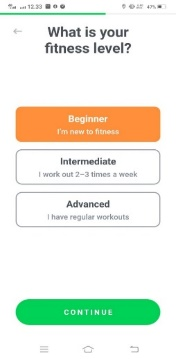 12.33
47%
What is your
fitness level?
Beginner
I'm new to fitness
Intermediate
I work out 2–3 times a week
Advanced
I have regular workouts
CONTINUE